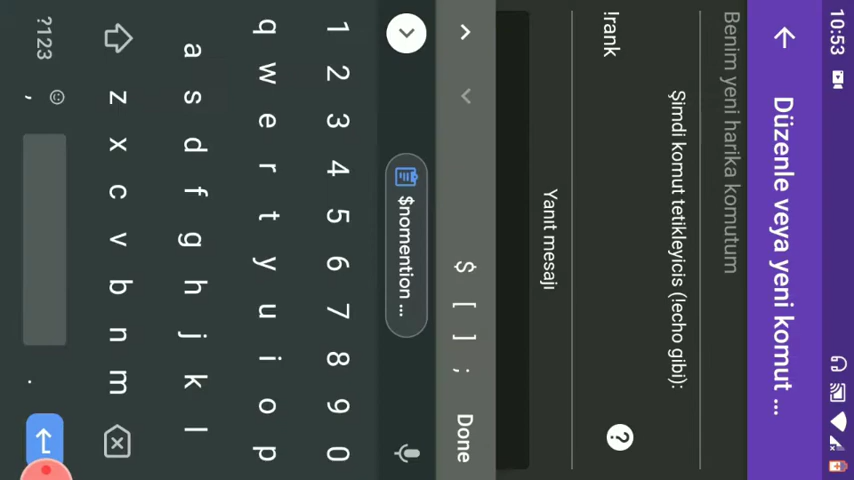 10:53
Düzenle veya yeni komut ...
Benim yeni harika komutum
Şimdi komut tetikleyicis (!echo gibi):
!rank
?
Yanıt mesajı
$ [ ] ; Done
$nomention ...
1 2 3 4 5 6 7 8 9 0
q w e r t y u i o p
a s d f g h j k l
z x c v b n m
?123 , .